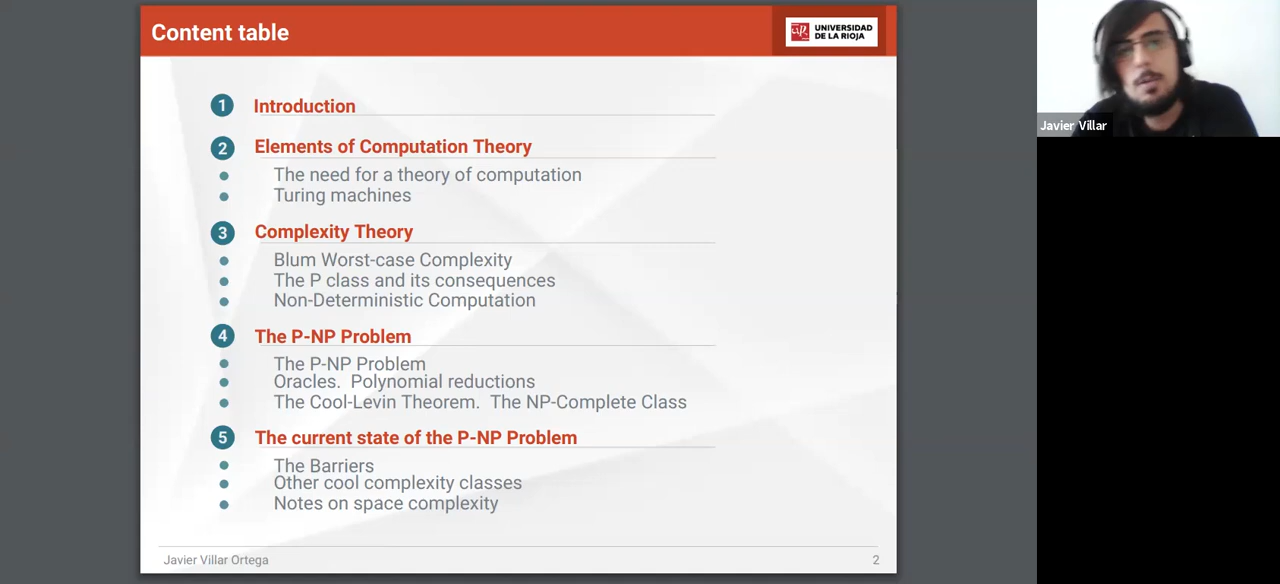 Content table
UNIVERSIDAD
DE LA RIOJA
1 Introduction
2 Elements of Computation Theory
The need for a theory of computation
Turing machines
3 Complexity Theory
Blum Worst-case Complexity
The P class and its consequences
Non-Deterministic Computation
4 The P-NP Problem
The P-NP Problem
Oracles. Polynomial reductions
The Cool-Levin Theorem. The NP-Complete Class
5 The current state of the P-NP Problem
The Barriers
Other cool complexity classes
Notes on space complexity
Javier Villar Ortega
2
Javier Villar